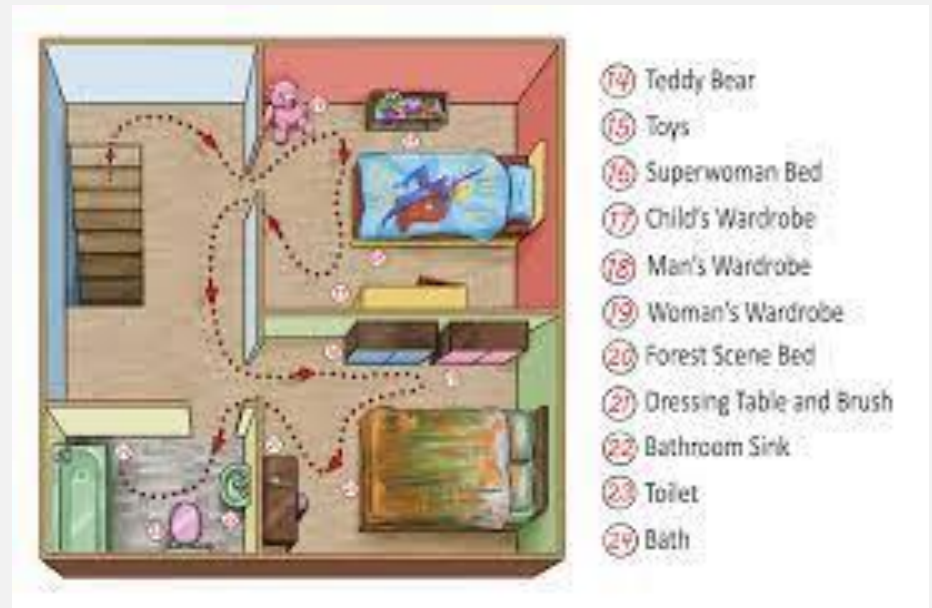 14 Teddy Bear
15 Toys
16 Superwoman Bed
17 Child's Wardrobe
18 Man's Wardrobe
19 Woman's Wardrobe
20 Forest Scene Bed
21 Dressing Table and Brush
22 Bathroom Sink
23 Toilet
24 Bath